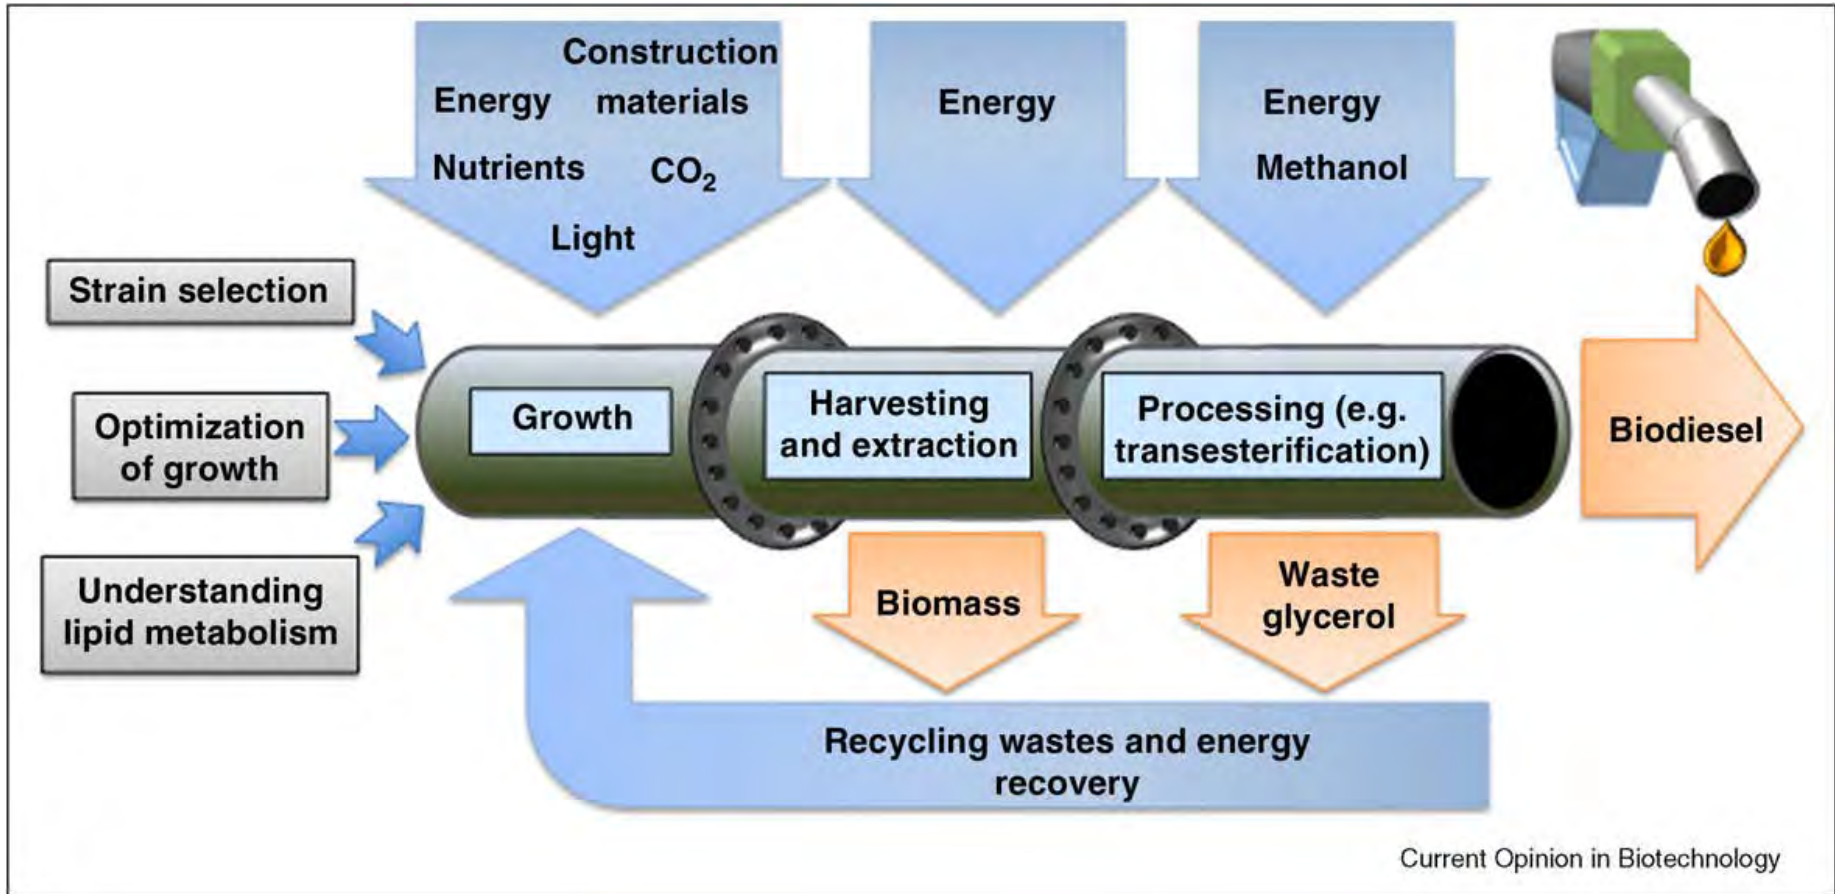 Construction
Energy materials
Nutrients CO₂
Light
Energy
Energy
Methanol
Strain selection
Optimization
of growth
Understanding
lipid metabolism
Growth
Harvesting
and extraction
Processing (e.g.
transesterification)
Biodiesel
Biomass
Waste
glycerol
Recycling wastes and energy
recovery
Current Opinion in Biotechnology